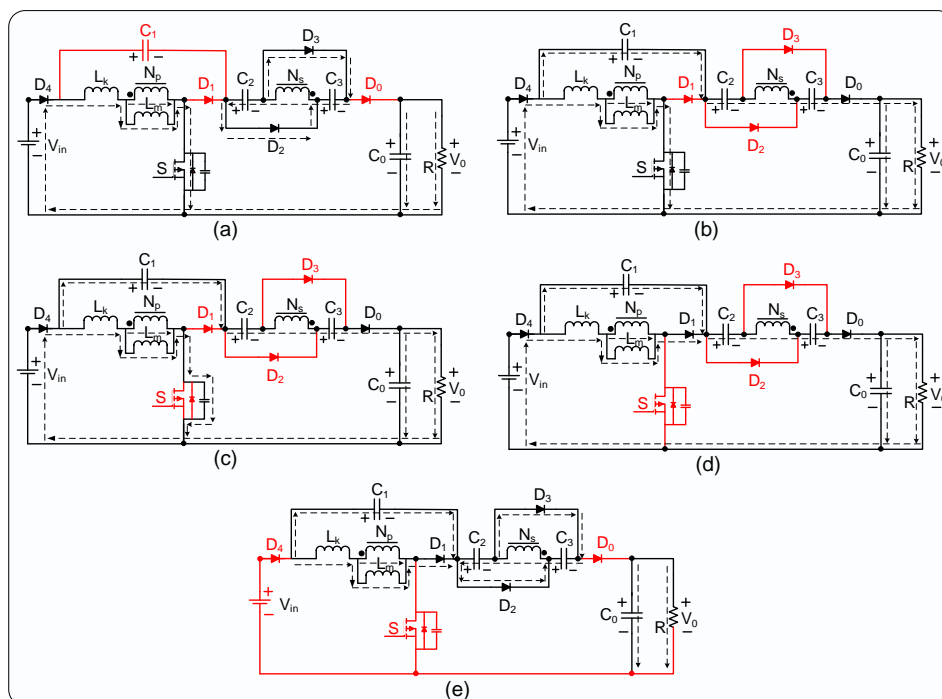 C1
D3
D4 Lk Np D1 C2 Ns C3 D0
+ − Lm + − + −
D2
+ − Vin S C0 + − R + V0 −
(a)
C1
D3
D4 Lk Np D1 C2 Ns C3 D0
+ − Lm + − + −
D2
+ − Vin S C0 + − R + V0 −
(b)
C1
D3
D4 Lk Np D1 C2 Ns C3 D0
+ − Lm + − + −
D2
+ − Vin S C0 + − R + V0 −
(c)
C1
D3
D4 Lk Np D1 C2 Ns C3 D0
+ − Lm + − + −
D2
+ − Vin S C0 + − R + V0 −
(d)
C1
D3
D4 Lk Np D1 C2 Ns C3 D0
+ − Lm + − + −
D2
+ − Vin S C0 + − R + V0 −
(e)